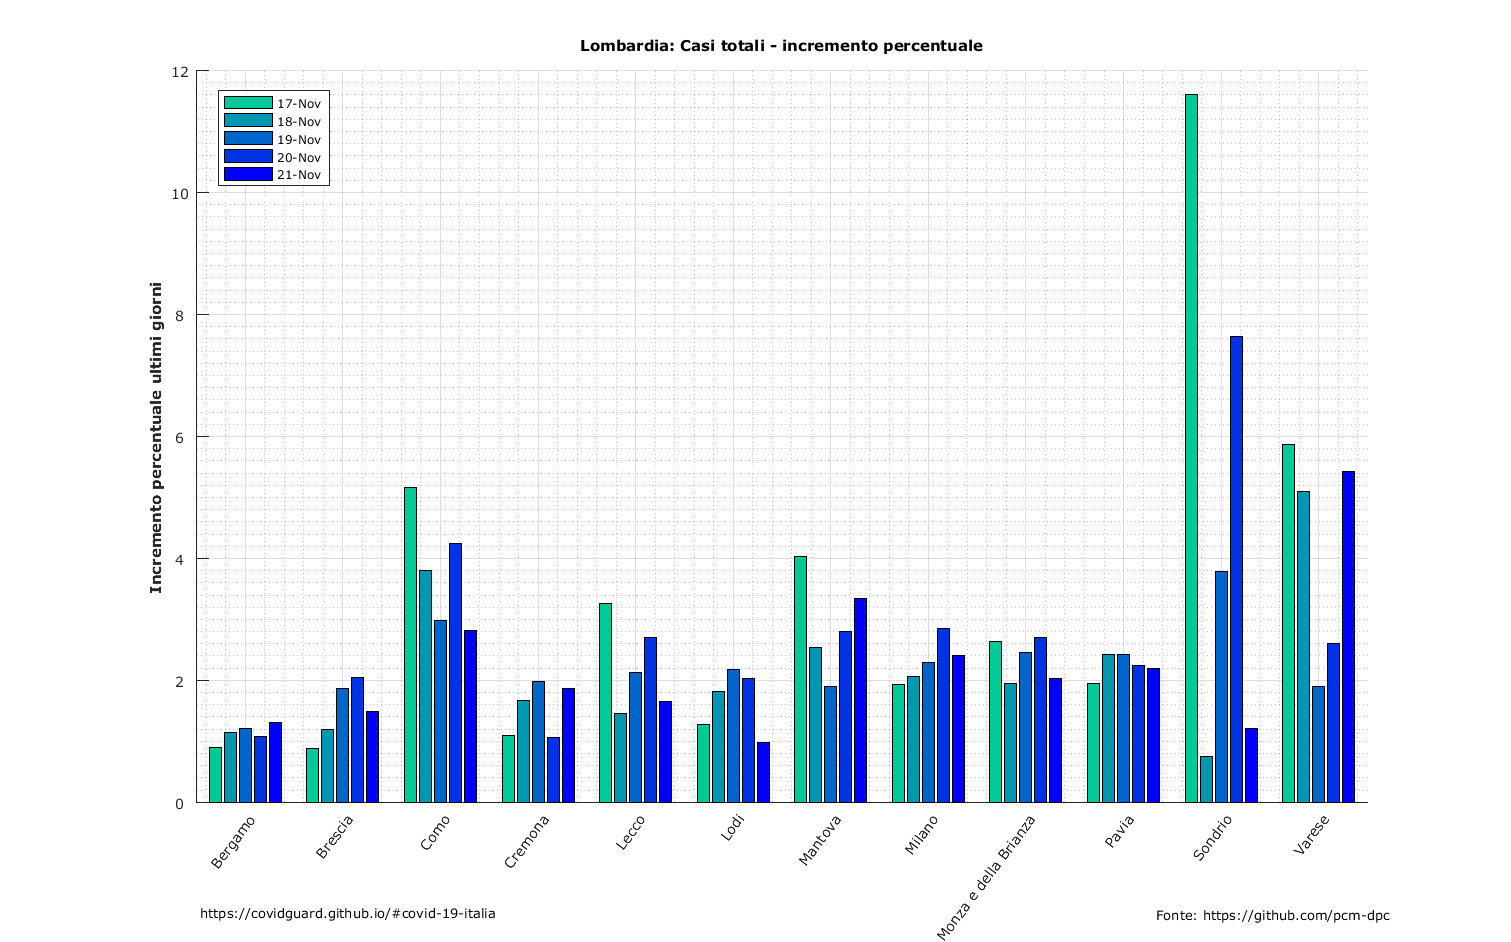 Lombardia: Casi totali - incremento percentuale
12
10
8
6
4
2
0
Incremento percentuale ultimi giorni
17-Nov
18-Nov
19-Nov
20-Nov
21-Nov
Bergamo
Brescia
Como
Cremona
Lecco
Lodi
Mantova
Milano
Monza e della Brianza
Pavia
Sondrio
Varese
https://covidguard.github.io/#covid-19-italia
Fonte: https://github.com/pcm-dpc